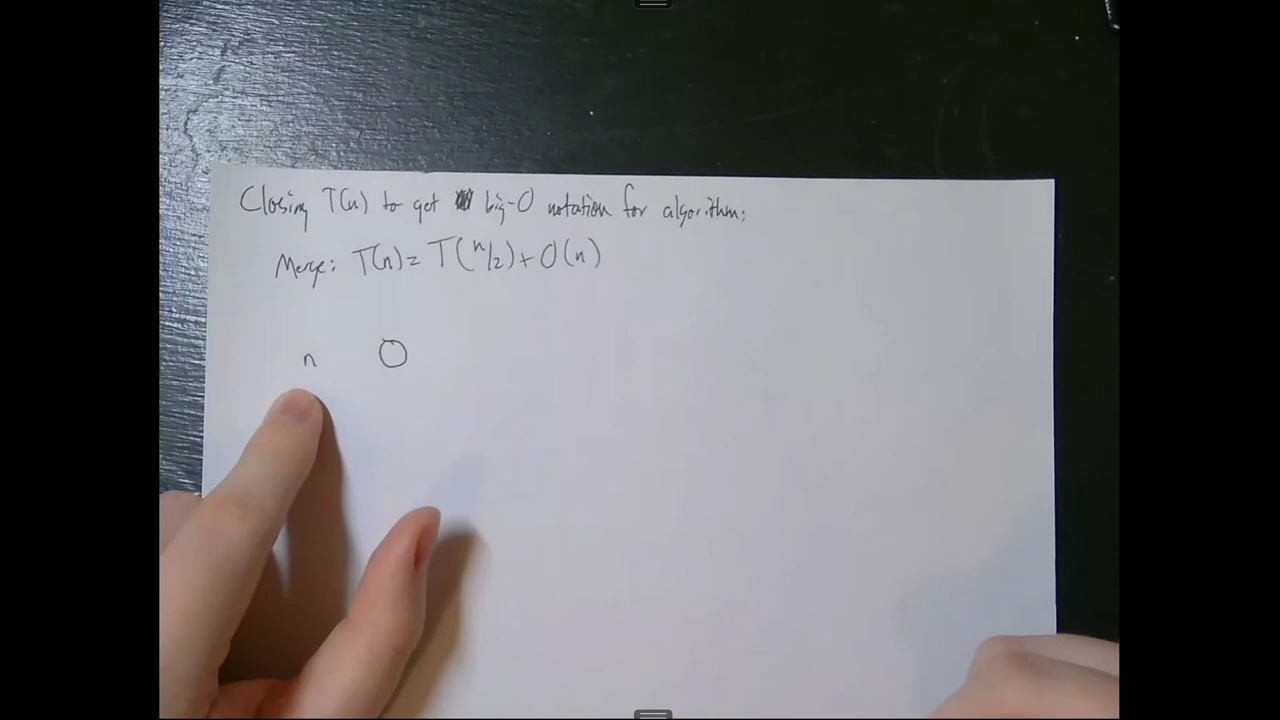 Closing T(n) to get big-O notation for algorithm:
Merge: T(n) = T(n/2) + O(n)
n O